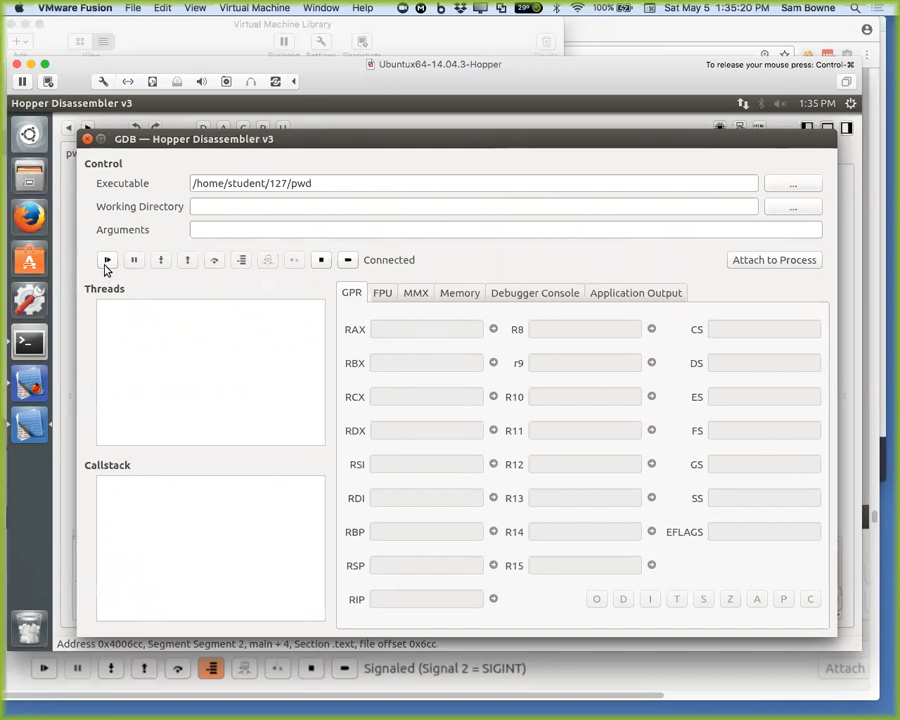 VMware Fusion File Edit View Virtual Machine Window Help 29° 100% Sat May 5 1:35:20 PM Sam Bowne
Virtual Machine Library
Ubuntux64-14.04.3-Hopper
To release your mouse press: Control-⌘
Hopper Disassembler v3
1:35 PM
GDB — Hopper Disassembler v3
Control
Executable /home/student/127/pwd ...
Working Directory ...
Arguments
Connected
Attach to Process
Threads
GPR FPU MMX Memory Debugger Console Application Output
RAX R8 CS
RBX r9 DS
RCX R10 ES
RDX R11 FS
Callstack
RSI R12 GS
RDI R13 SS
RBP R14 EFLAGS
RSP R15
RIP O D I T S Z A P C
Address 0x4006cc, Segment Segment 2, main + 4, Section .text, file offset 0x6cc
Signaled (Signal 2 = SIGINT)
Attach